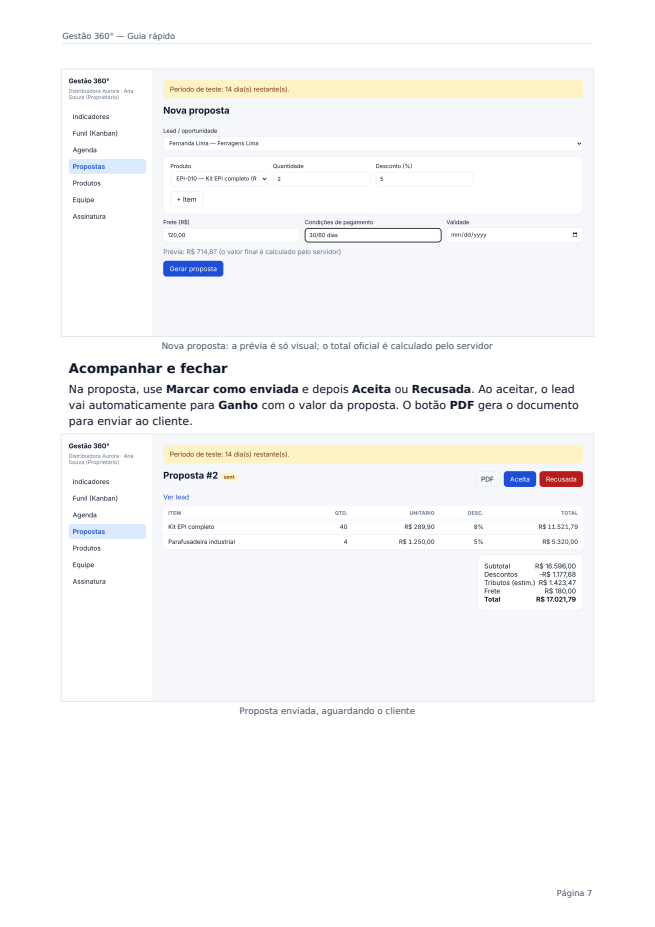 Gestão 360° — Guia rápido
Gestão 360°
Distribuidora Aurora · Ana
Souza (Proprietário)
Indicadores
Funil (Kanban)
Agenda
Propostas
Produtos
Equipe
Assinatura
Período de teste: 14 dia(s) restante(s).
Nova proposta
Lead / oportunidade
Fernanda Lima — Ferragens Lima
Produto Quantidade Desconto (%)
EPI-010 — Kit EPI completo (R 2 5
+ Item
Frete (R$) Condições de pagamento Validade
120,00 30/60 dias mm/dd/yyyy
Prévia: R$ 714,87 (o valor final é calculado pelo servidor)
Gerar proposta
Nova proposta: a prévia é só visual; o total oficial é calculado pelo servidor
Acompanhar e fechar
Na proposta, use Marcar como enviada e depois Aceita ou Recusada. Ao aceitar, o lead
vai automaticamente para Ganho com o valor da proposta. O botão PDF gera o documento
para enviar ao cliente.
Gestão 360°
Distribuidora Aurora · Ana
Souza (Proprietário)
Indicadores
Funil (Kanban)
Agenda
Propostas
Produtos
Equipe
Assinatura
Período de teste: 14 dia(s) restante(s).
Proposta #2 sent PDF Aceita Recusada
Ver lead
ITEM QTD. UNITÁRIO DESC. TOTAL
Kit EPI completo 40 R$ 289,90 8% R$ 11.521,79
Parafusadeira industrial 4 R$ 1.250,00 5% R$ 5.320,00
Subtotal R$ 16.596,00
Descontos -R$ 1.177,68
Tributos (estim.) R$ 1.423,47
Frete R$ 180,00
Total R$ 17.021,79
Proposta enviada, aguardando o cliente
Página 7